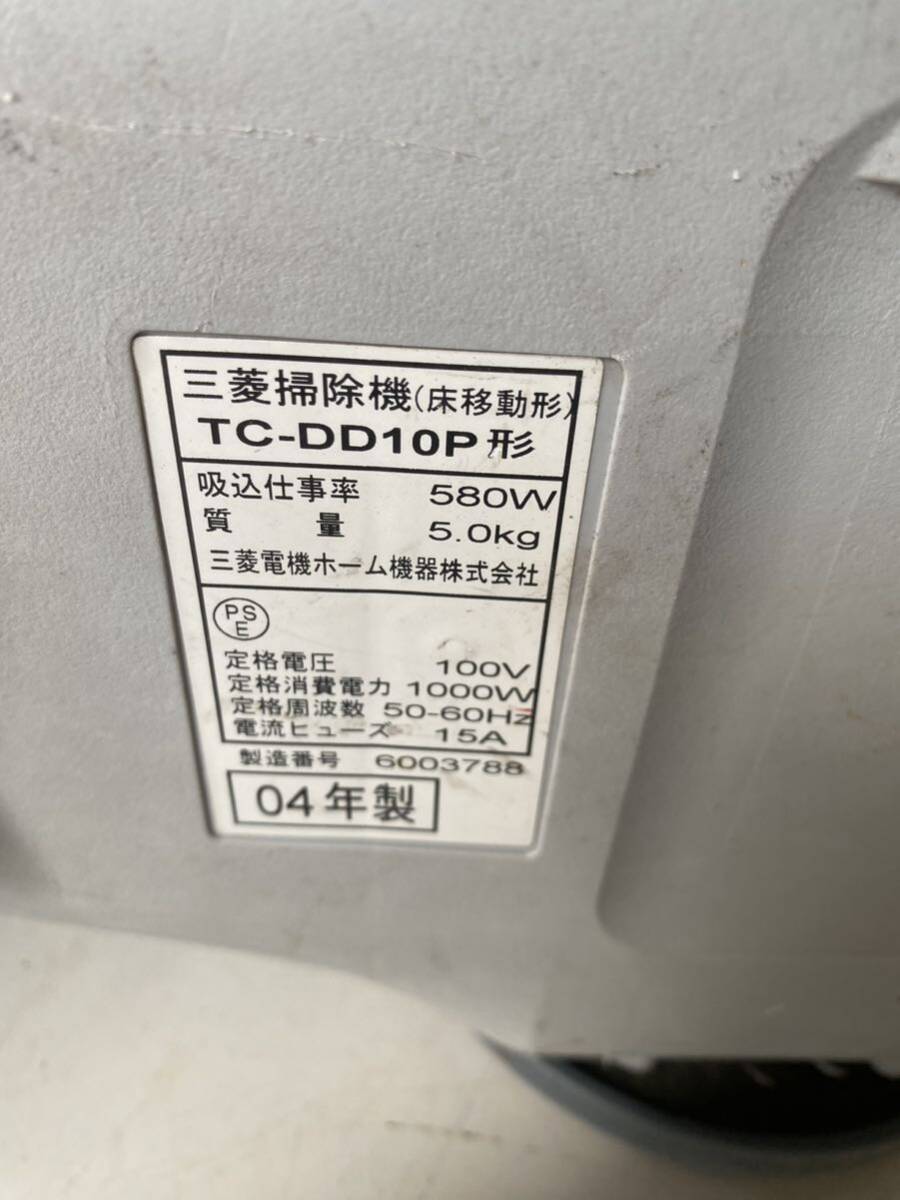 三菱掃除機(床移動形)
TC-DD10P形
吸込仕事率 580W
質量 5.0kg
三菱電機ホーム機器株式会社
PS
E
定格電圧 100V
定格消費電力 1000W
定格周波数 50-60Hz
電流ヒューズ 15A
製造番号 6003788
04年製